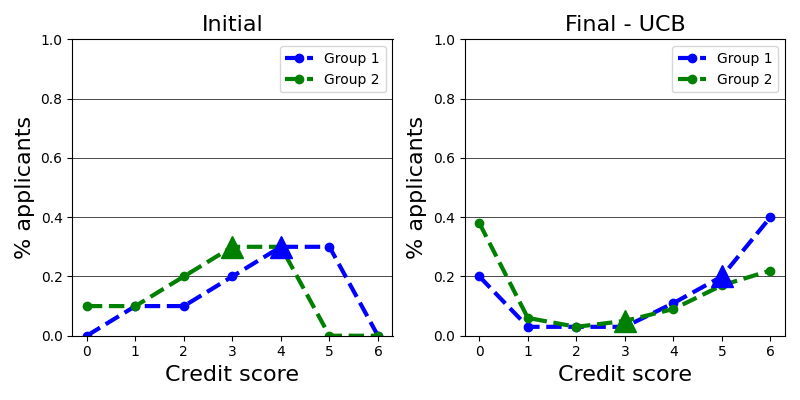 Initial
% applicants
1.0
0.8
0.6
0.4
0.2
0.0
Group 1
Group 2
0 1 2 3 4 5 6
Credit score
Final - UCB
% applicants
1.0
0.8
0.6
0.4
0.2
0.0
Group 1
Group 2
0 1 2 3 4 5 6
Credit score